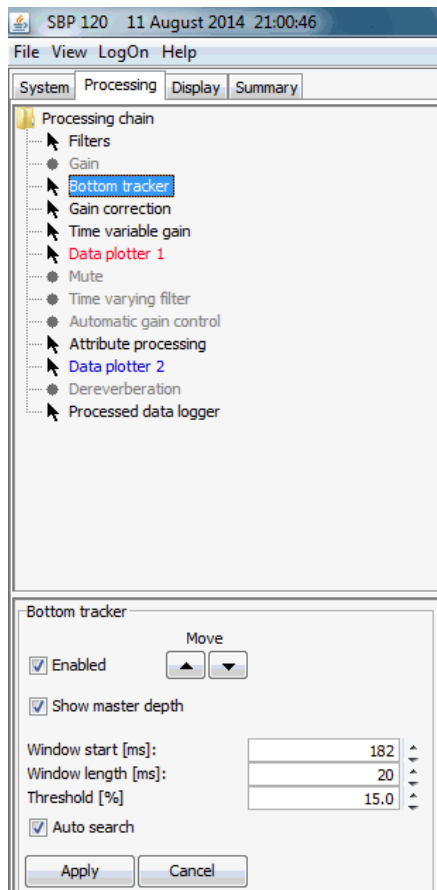 SBP 120 11 August 2014 21:00:46
File View LogOn Help
System Processing Display Summary
Processing chain
Filters
Gain
Bottom tracker
Gain correction
Time variable gain
Data plotter 1
Mute
Time varying filter
Automatic gain control
Attribute processing
Data plotter 2
Dereverberation
Processed data logger
Bottom tracker
Move
Enabled
Show master depth
Window start [ms]: 182
Window length [ms]: 20
Threshold [%] 15.0
Auto search
Apply Cancel